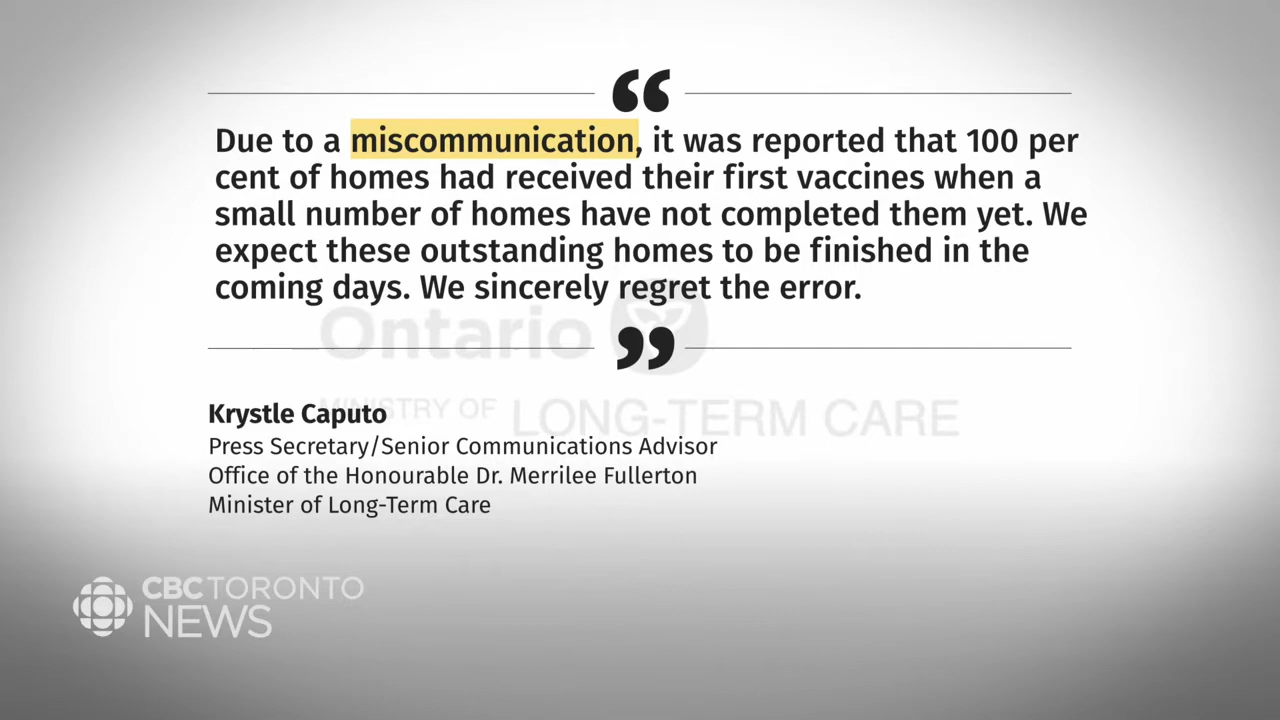 “
Due to a miscommunication, it was reported that 100 per
cent of homes had received their first vaccines when a
small number of homes have not completed them yet. We
expect these outstanding homes to be finished in the
coming days. We sincerely regret the error.
Ontario
”
MINISTRY OF LONG-TERM CARE
Krystle Caputo
Press Secretary/Senior Communications Advisor
Office of the Honourable Dr. Merrilee Fullerton
Minister of Long-Term Care
CBC TORONTO
NEWS